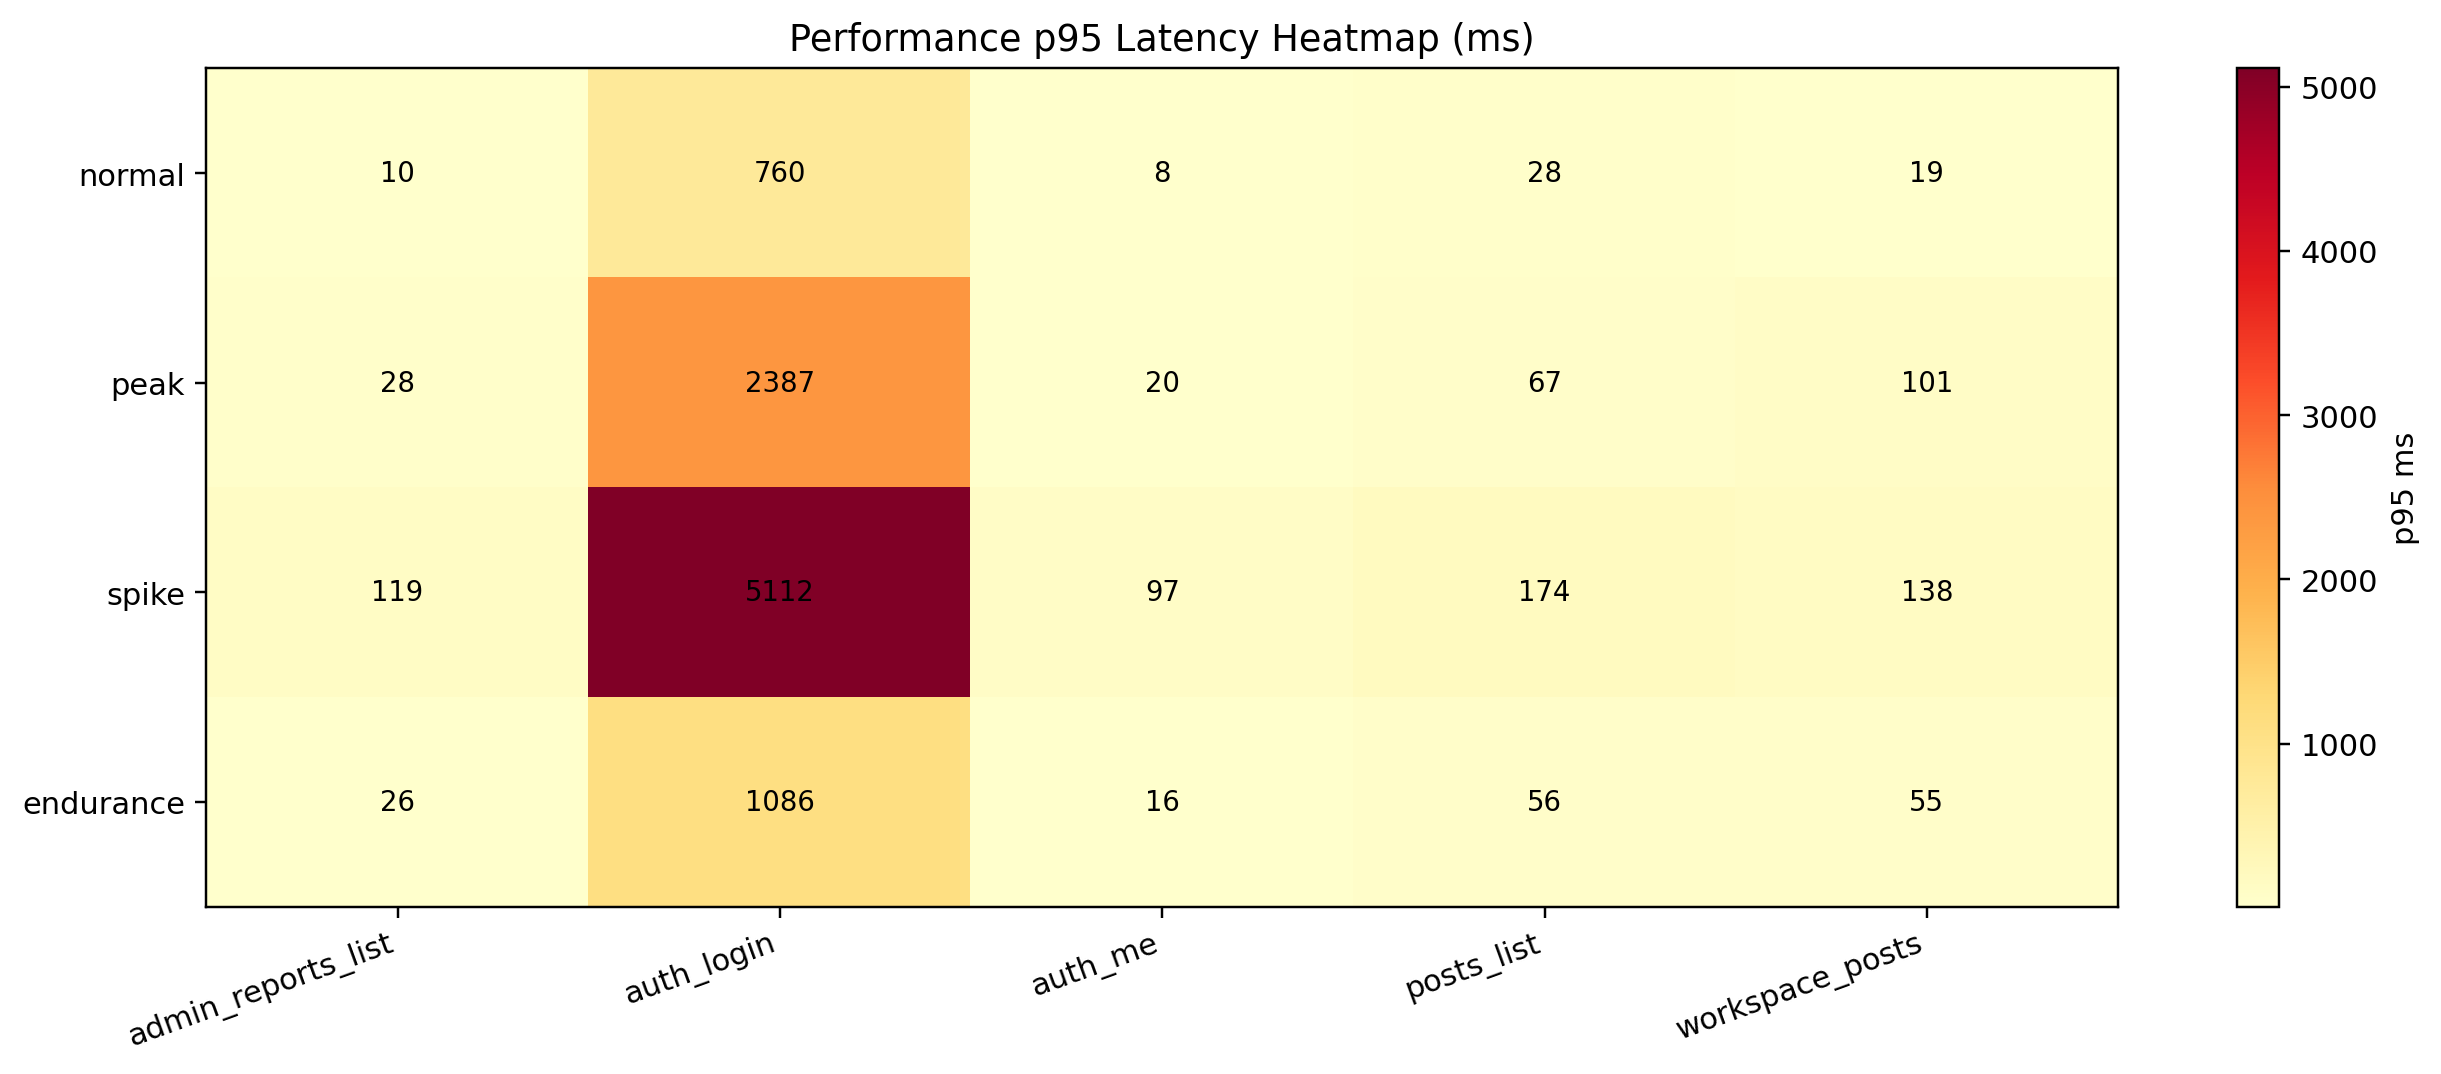 Performance p95 Latency Heatmap (ms)
normal 10 760 8 28 19
peak 28 2387 20 67 101
spike 119 5112 97 174 138
endurance 26 1086 16 56 55
admin_reports_list auth_login auth_me posts_list workspace_posts
5000
4000
3000
2000
1000
p95 ms